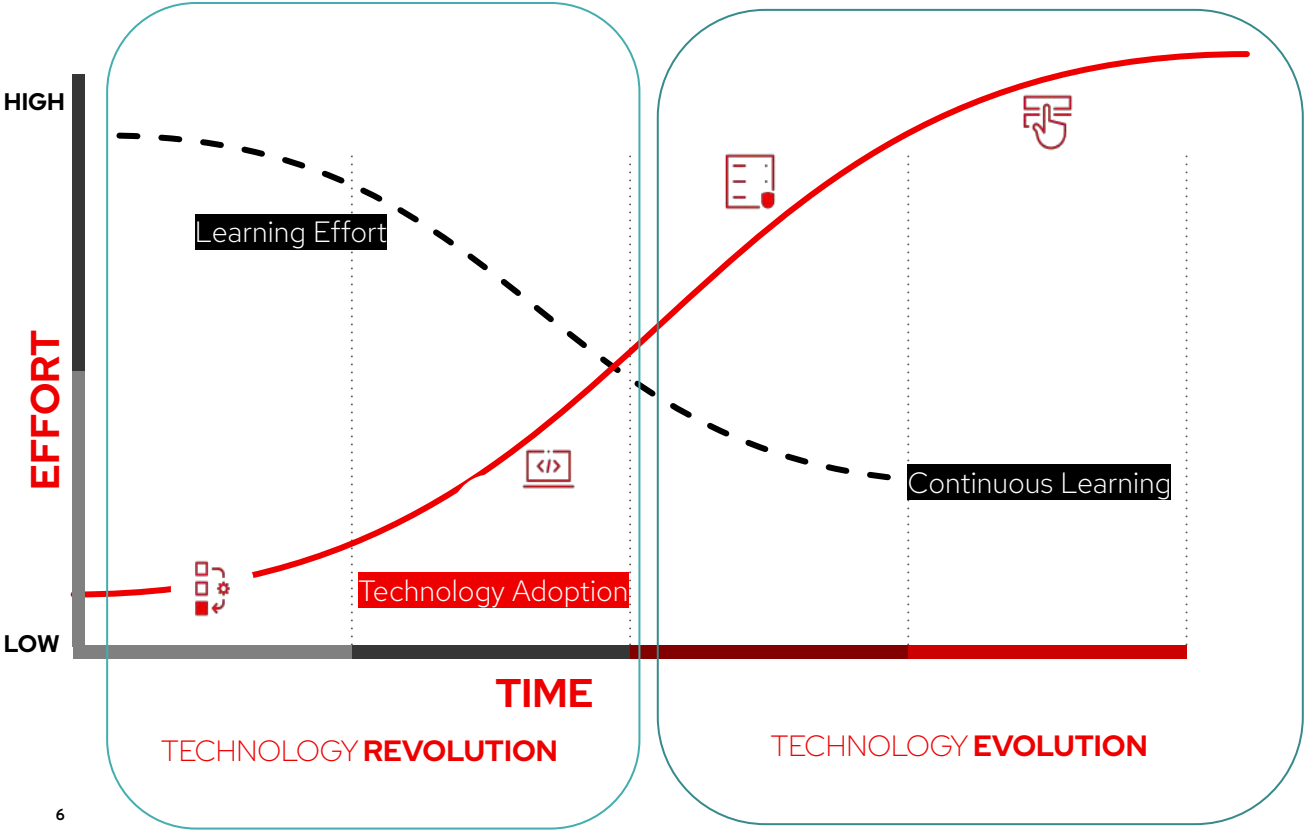 HIGH
Learning Effort
EFFORT
</>
Continuous Learning
Technology Adoption
LOW
TIME
TECHNOLOGY REVOLUTION
TECHNOLOGY EVOLUTION
6